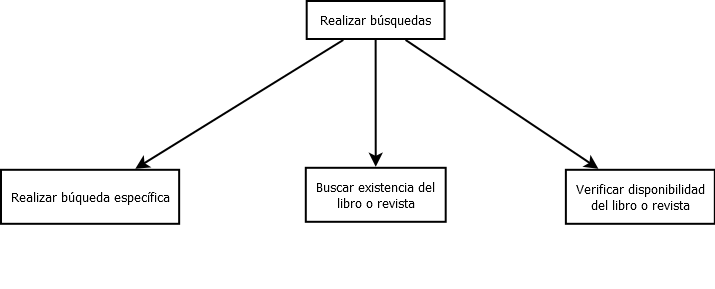 Realizar búsquedas
Realizar búqueda específica
Buscar existencia del
libro o revista
Verificar disponibilidad
del libro o revista